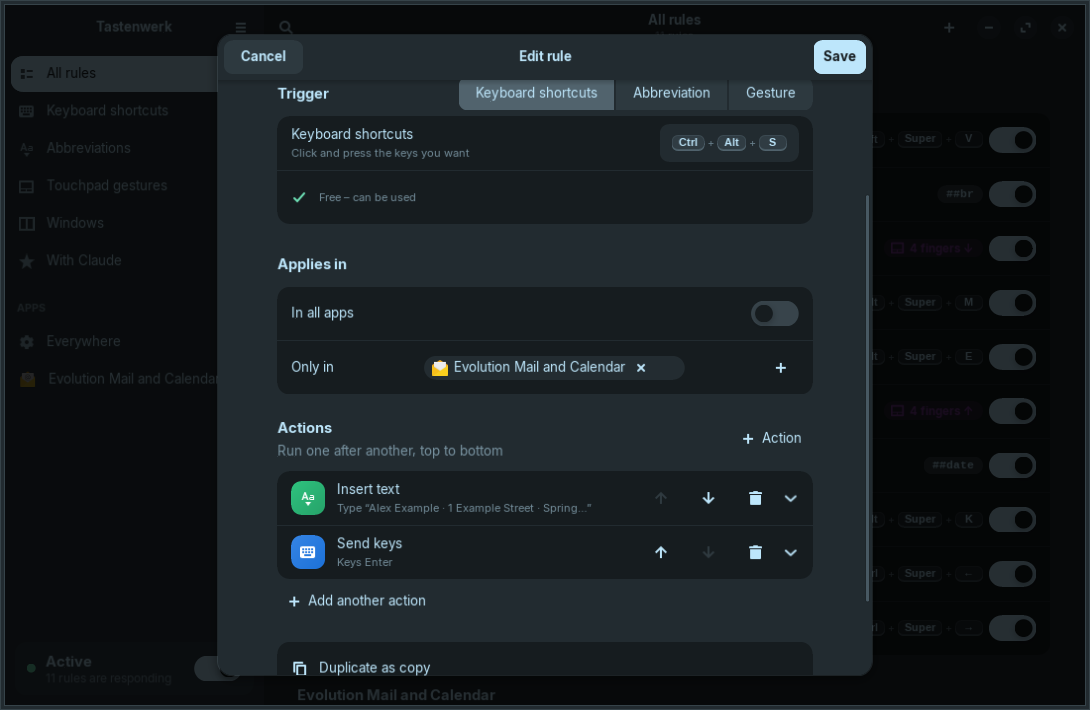 Tastenwerk
All rules
Cancel
Edit rule
Save
All rules
Keyboard shortcuts
Abbreviations
Touchpad gestures
Windows
With Claude
APPS
Everywhere
Evolution Mail and Calendar
Active
11 rules are responding
Trigger
Keyboard shortcuts
Abbreviation
Gesture
Keyboard shortcuts
Click and press the keys you want
Ctrl + Alt + S
Free – can be used
Applies in
In all apps
Only in
Evolution Mail and Calendar
Actions
Run one after another, top to bottom
+ Action
Insert text
Type “Alex Example · 1 Example Street · Spring…”
Send keys
Keys Enter
+ Add another action
Duplicate as copy
+ Super + V
##br
4 fingers ↓
+ Super + M
+ Super + E
4 fingers ↑
##date
+ Super + K
+ Super + ←
+ Super + →
Evolution Mail and Calendar